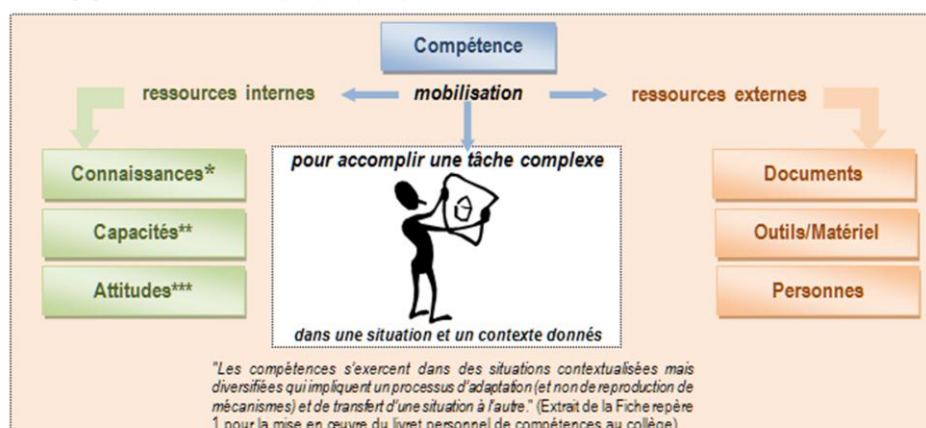 Compétence
ressources internes
mobilisation
ressources externes
Connaissances*
Capacités**
Attitudes***
pour accomplir une tâche complexe
dans une situation et un contexte donnés
Documents
Outils/Matériel
Personnes
"Les compétences s'exercent dans des situations contextualisées mais
diversifiées qui impliquent un processus d'adaptation (et non de reproduction de
mécanismes) et de transfert d'une situation à l'autre." (Extrait de la Fiche repère
1 pour la mise en œuvre du livret personnel de compétences au collège)